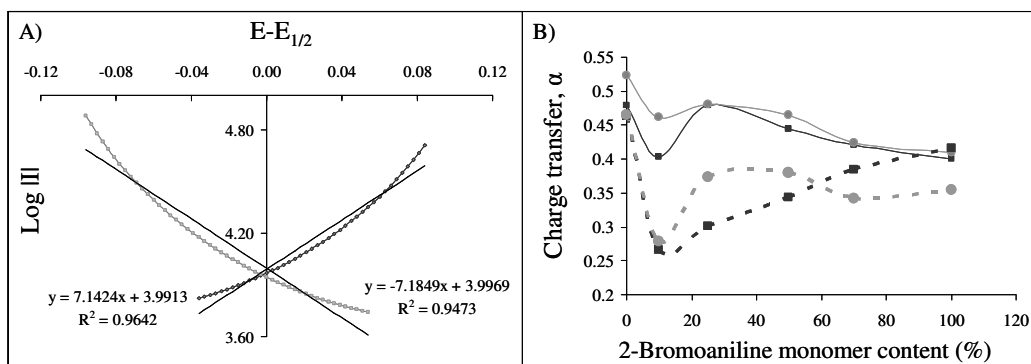 A)
E-E1/2
-0.12 -0.08 -0.04 0.00 0.04 0.08 0.12
Log |I|
4.80
4.20
3.60
y = 7.1424x + 3.9913
R² = 0.9642
y = -7.1849x + 3.9969
R² = 0.9473
B)
Charge transfer, α
0.55
0.5
0.45
0.4
0.35
0.3
0.25
0.2
0 20 40 60 80 100 120
2-Bromoaniline monomer content (%)